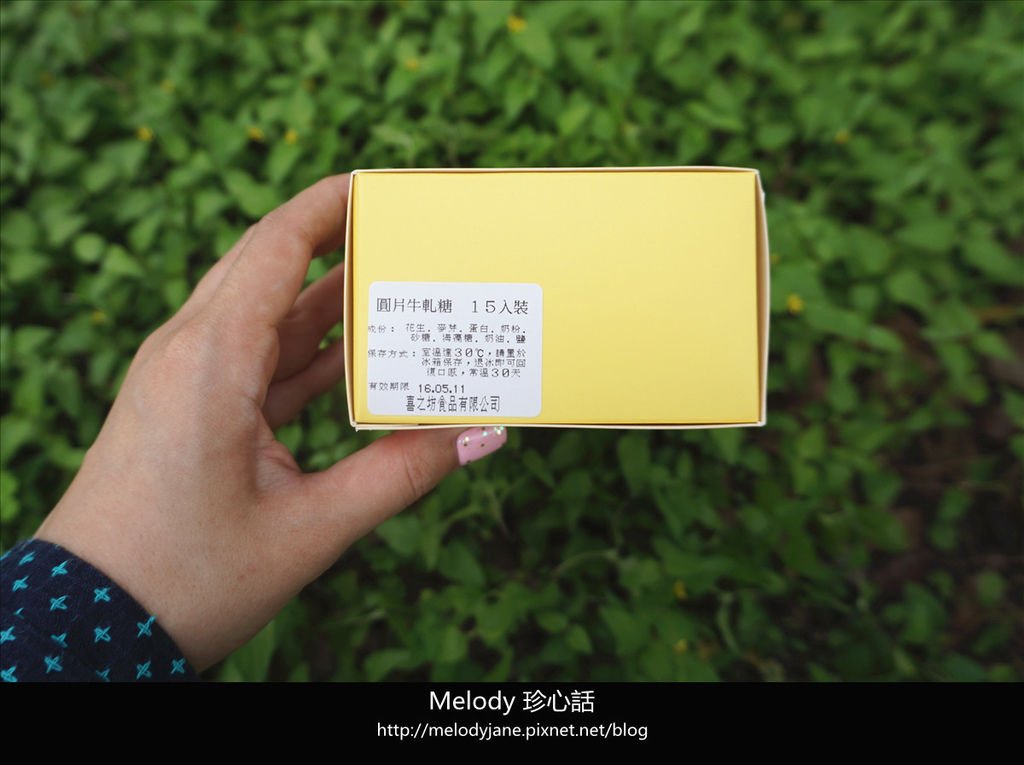 圓片牛軋糖 15入裝
成份：花生．麥芽．蛋白．奶粉．
砂糖．海藻糖．奶油．鹽
保存方式：室溫達30℃，請置於
冰箱保存，退冰即可回
復口感，常溫30天
有效期限 16.05.11
喜之坊食品有限公司
Melody 珍心話
http://melodyjane.pixnet.net/blog